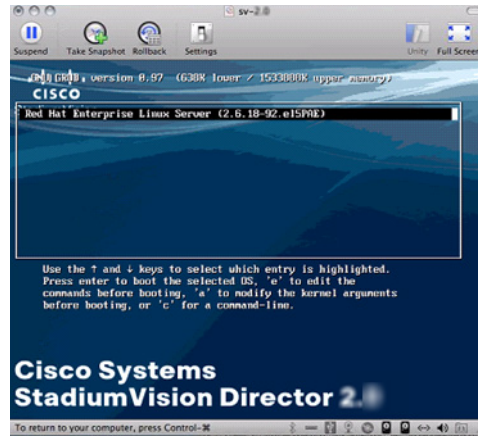 sv-2.0
Suspend Take Snapshot Rollback Settings Unity Full Screen
GNU GRUB version 0.97 (638K lower / 1533888K upper memory)
CISCO
Red Hat Enterprise Linux Server (2.6.18-92.el5PAE)
Use the ↑ and ↓ keys to select which entry is highlighted.
Press enter to boot the selected OS, 'e' to edit the
commands before booting, 'a' to modify the kernel arguments
before booting, or 'c' for a command-line.
Cisco Systems
StadiumVision Director 2.
To return to your computer, press Control-⌘